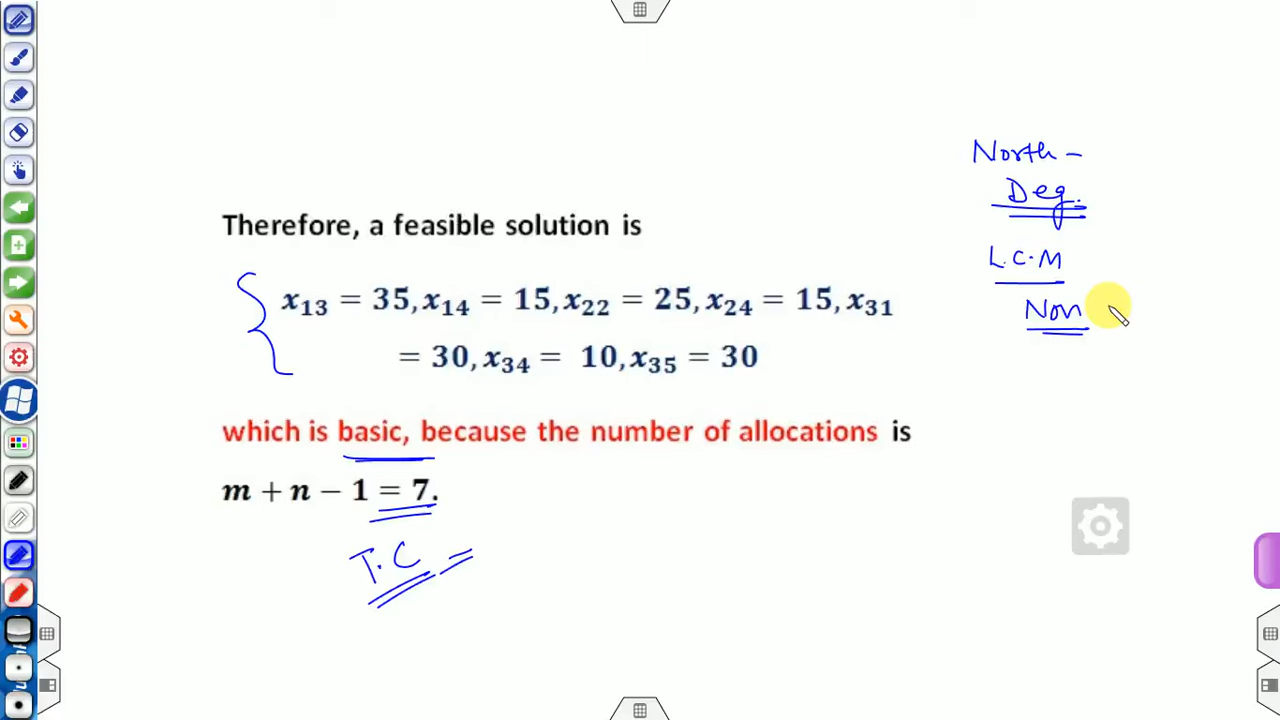 North -
Deg.
Therefore, a feasible solution is
L.C.M
x₁₃ = 35, x₁₄ = 15, x₂₂ = 25, x₂₄ = 15, x₃₁
Non
= 30, x₃₄ = 10, x₃₅ = 30
which is basic, because the number of allocations is
m + n − 1 = 7.
T.C =